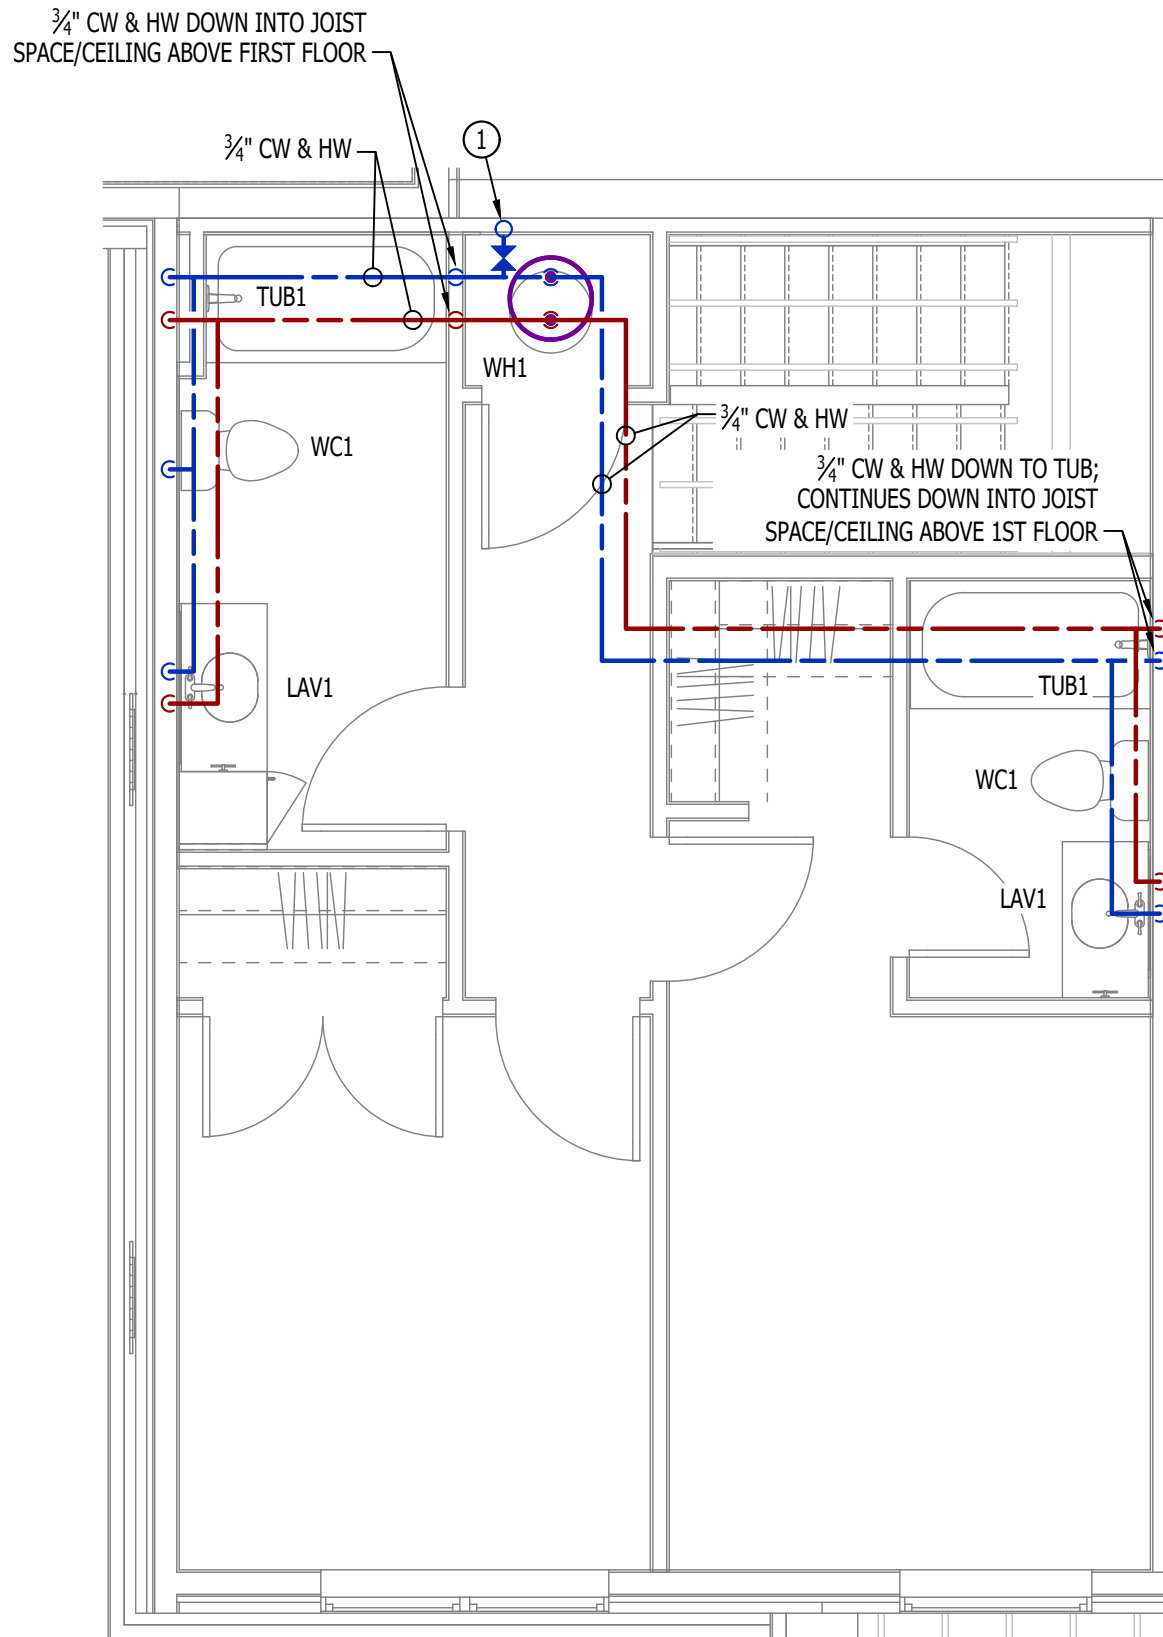 ¾" CW & HW DOWN INTO JOIST
SPACE/CEILING ABOVE FIRST FLOOR
¾" CW & HW
1
TUB1
WH1
¾" CW & HW
WC1
¾" CW & HW DOWN TO TUB;
CONTINUES DOWN INTO JOIST
SPACE/CEILING ABOVE 1ST FLOOR
LAV1
TUB1
WC1
LAV1